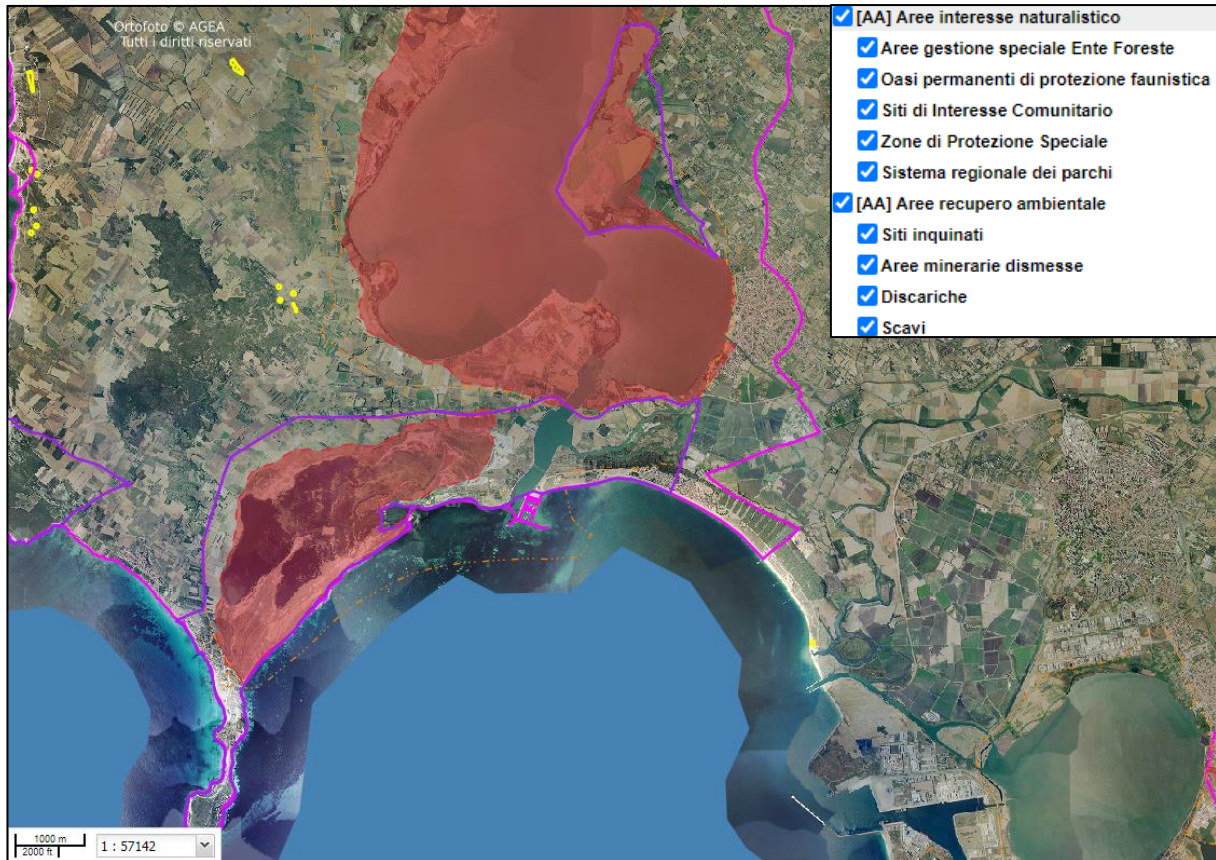 Ortofoto © AGEA
Tutti i diritti riservati
[AA] Aree interesse naturalistico
Aree gestione speciale Ente Foreste
Oasi permanenti di protezione faunistica
Siti di Interesse Comunitario
Zone di Protezione Speciale
Sistema regionale dei parchi
[AA] Aree recupero ambientale
Siti inquinati
Aree minerarie dismesse
Discariche
Scavi
1000 m
2000 ft
1 : 57142